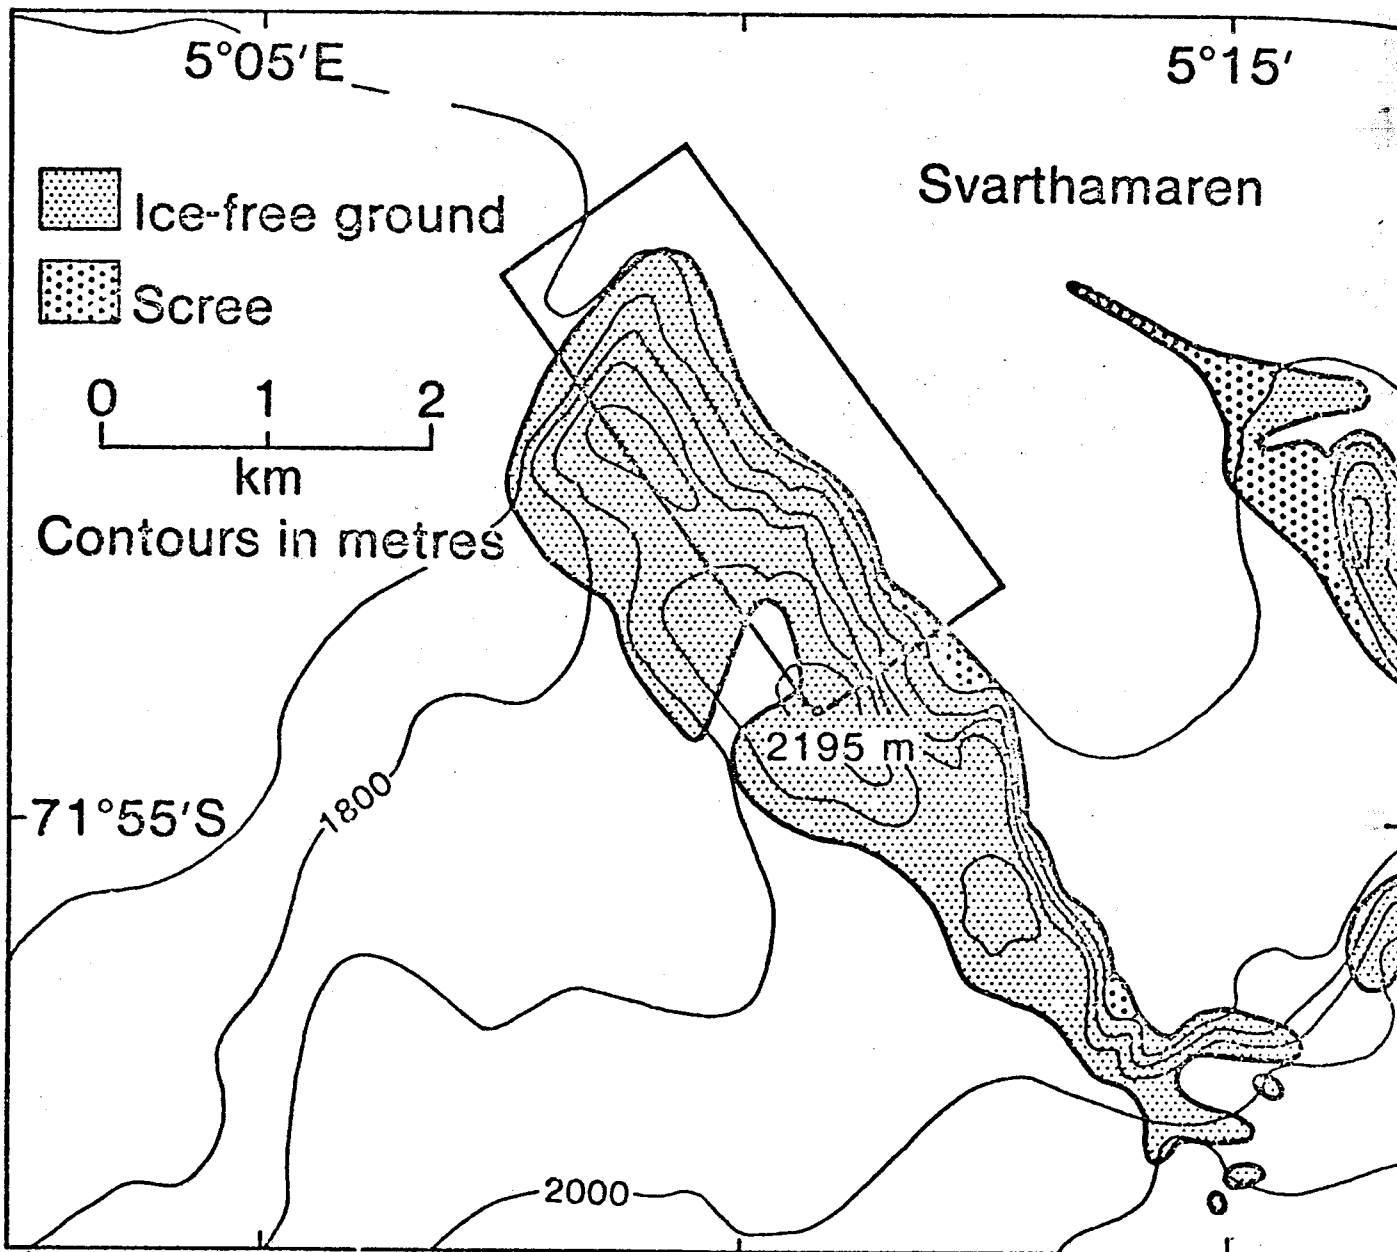 5°05'E
5°15'
Svarthamaren
Ice-free ground
Scree
0 1 2
km
Contours in metres
2195 m
71°55'S
1800
2000